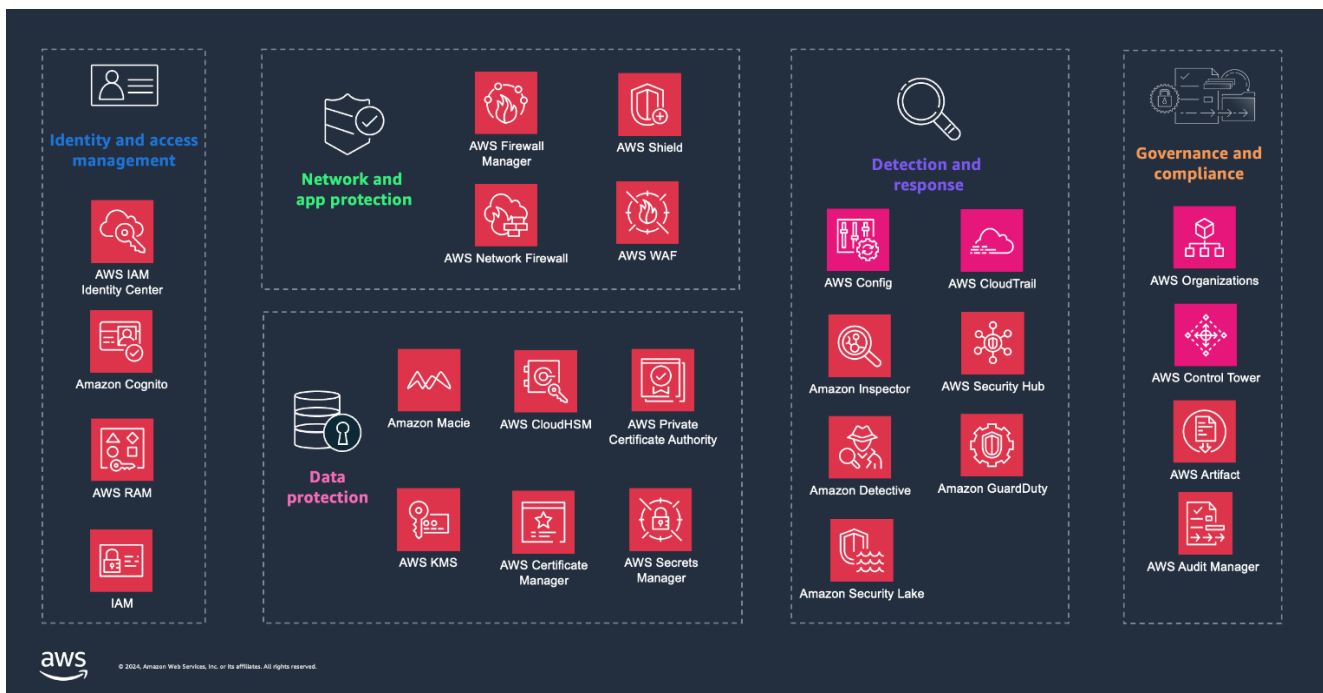 Identity and access
management
AWS IAM
Identity Center
Amazon Cognito
AWS RAM
IAM
Network and
app protection
AWS Firewall
Manager
AWS Shield
AWS Network Firewall
AWS WAF
Data
protection
Amazon Macie
AWS CloudHSM
AWS Private
Certificate Authority
AWS KMS
AWS Certificate
Manager
AWS Secrets
Manager
Detection and
response
AWS Config
AWS CloudTrail
Amazon Inspector
AWS Security Hub
Amazon Detective
Amazon GuardDuty
Amazon Security Lake
Governance and
compliance
AWS Organizations
AWS Control Tower
AWS Artifact
AWS Audit Manager
aws
© 2024, Amazon Web Services, Inc. or its affiliates. All rights reserved.